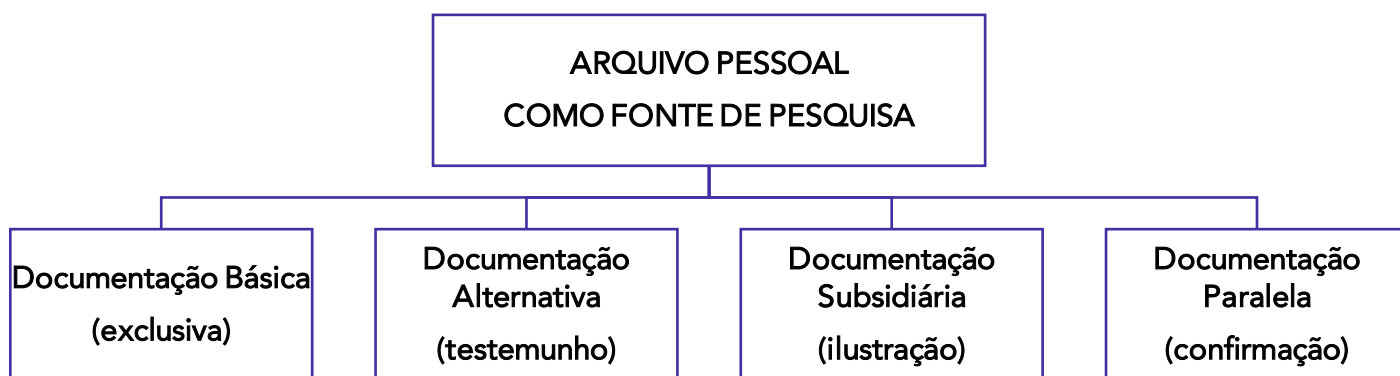 ARQUIVO PESSOAL
COMO FONTE DE PESQUISA
Documentação Básica
(exclusiva)
Documentação
Alternativa
(testemunho)
Documentação
Subsidiária
(ilustração)
Documentação
Paralela
(confirmação)